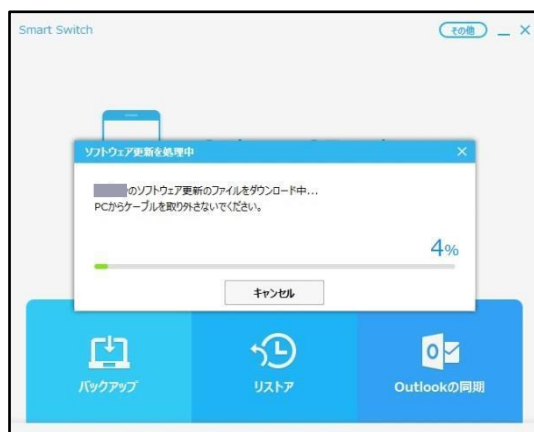 Smart Switch
その他
ソフトウェア更新を処理中
のソフトウェア更新のファイルをダウンロード中...
PCからケーブルを取り外さないでください。
4%
キャンセル
バックアップ
リストア
Outlookの同期